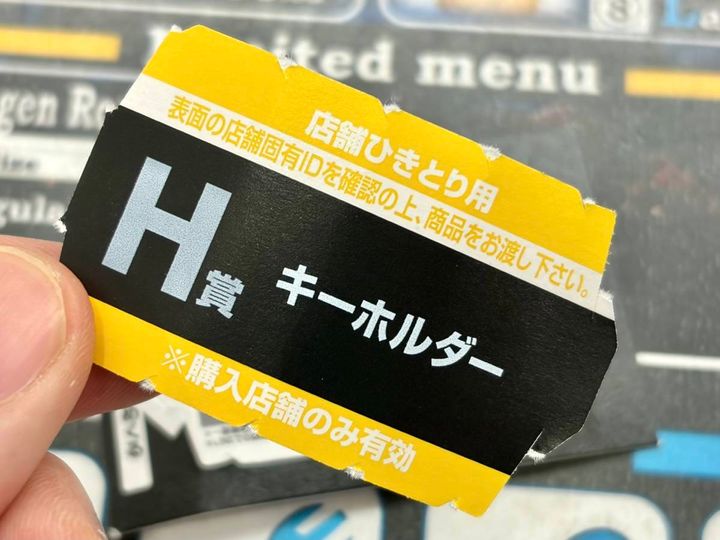 Limited menu
店舗ひきとり用
表面の店舗固有IDを確認の上、商品をお渡し下さい。
H賞
キーホルダー
※購入店舗のみ有効